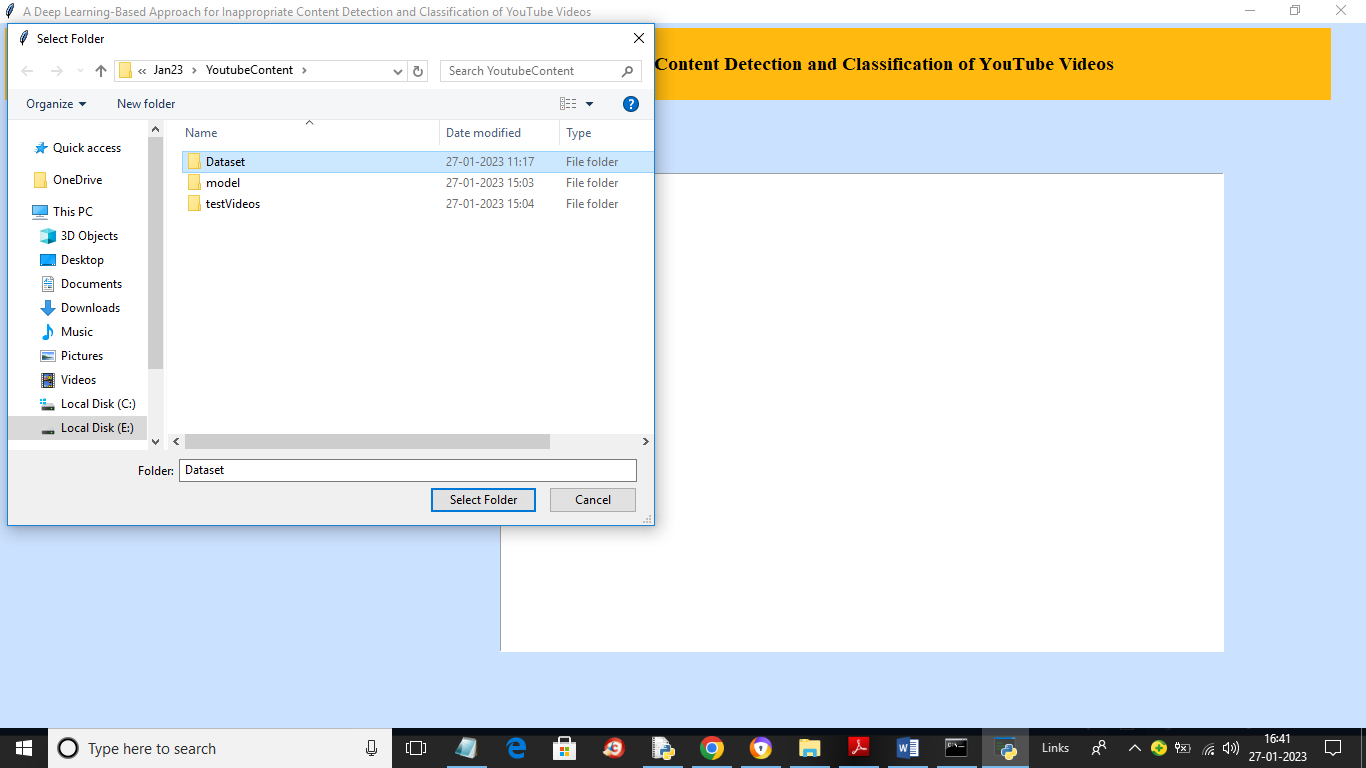 A Deep Learning-Based Approach for Inappropriate Content Detection and Classification of YouTube Videos
Content Detection and Classification of YouTube Videos
Select Folder
« Jan23 › YoutubeContent ›
Search YoutubeContent
Organize
New folder
Name Date modified Type
Quick access
OneDrive
This PC
3D Objects
Desktop
Documents
Downloads
Music
Pictures
Videos
Local Disk (C:)
Local Disk (E:)
Dataset 27-01-2023 11:17 File folder
model 27-01-2023 15:03 File folder
testVideos 27-01-2023 15:04 File folder
Folder: Dataset
Select Folder Cancel
Type here to search
Links
16:41
27-01-2023